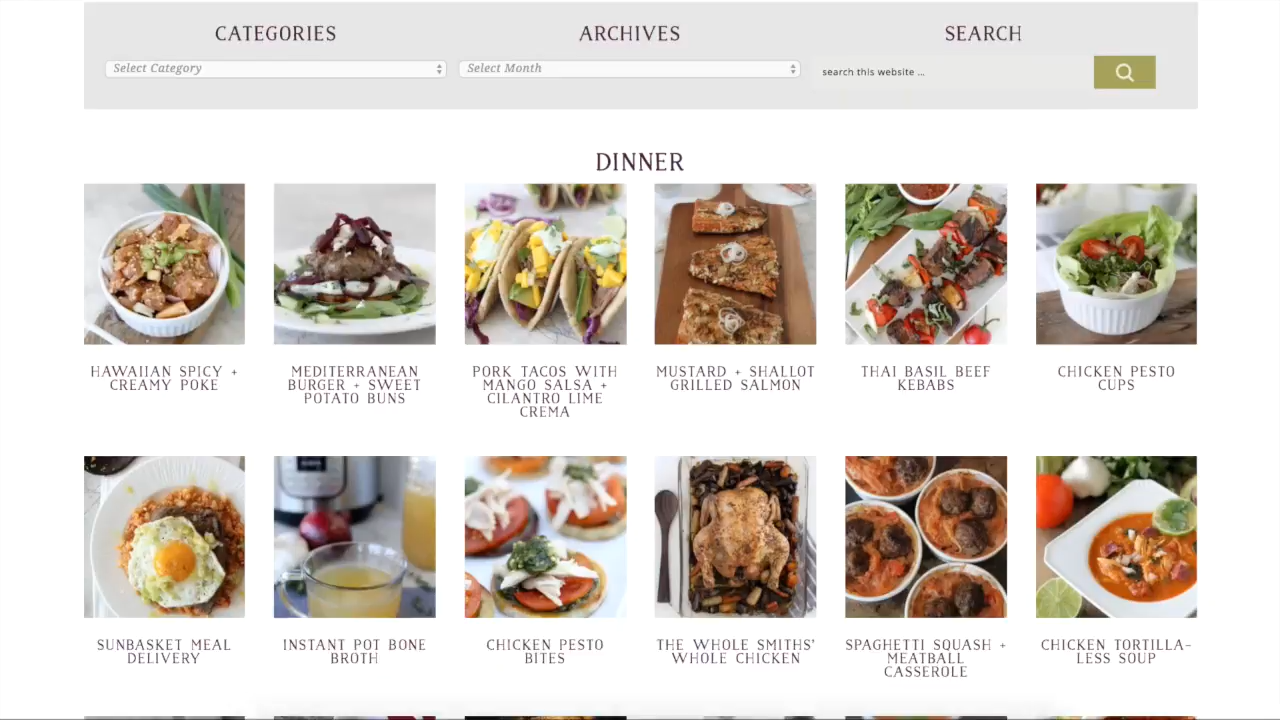 CATEGORIES
ARCHIVES
SEARCH
Select Category
Select Month
search this website ...
DINNER
HAWAIIAN SPICY +
CREAMY POKE
MEDITERRANEAN
BURGER + SWEET
POTATO BUNS
PORK TACOS WITH
MANGO SALSA +
CILANTRO LIME
CREMA
MUSTARD + SHALLOT
GRILLED SALMON
THAI BASIL BEEF
KEBABS
CHICKEN PESTO
CUPS
SUNBASKET MEAL
DELIVERY
INSTANT POT BONE
BROTH
CHICKEN PESTO
BITES
THE WHOLE SMITHS'
WHOLE CHICKEN
SPAGHETTI SQUASH +
MEATBALL
CASSEROLE
CHICKEN TORTILLA-
LESS SOUP